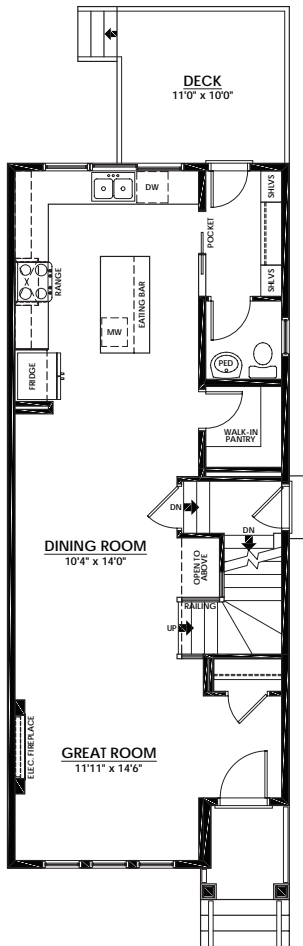 DECK
11'0" x 10'0"
DW
SHLVS
POCKET
RANGE
EATING BAR
MW
SHLVS
PED
FRIDGE
WALK-IN
PANTRY
DN
DN
DINING ROOM
10'4" x 14'0"
OPEN TO
ABOVE
RAILING
UP
ELEC. FIREPLACE
GREAT ROOM
11'11" x 14'6"